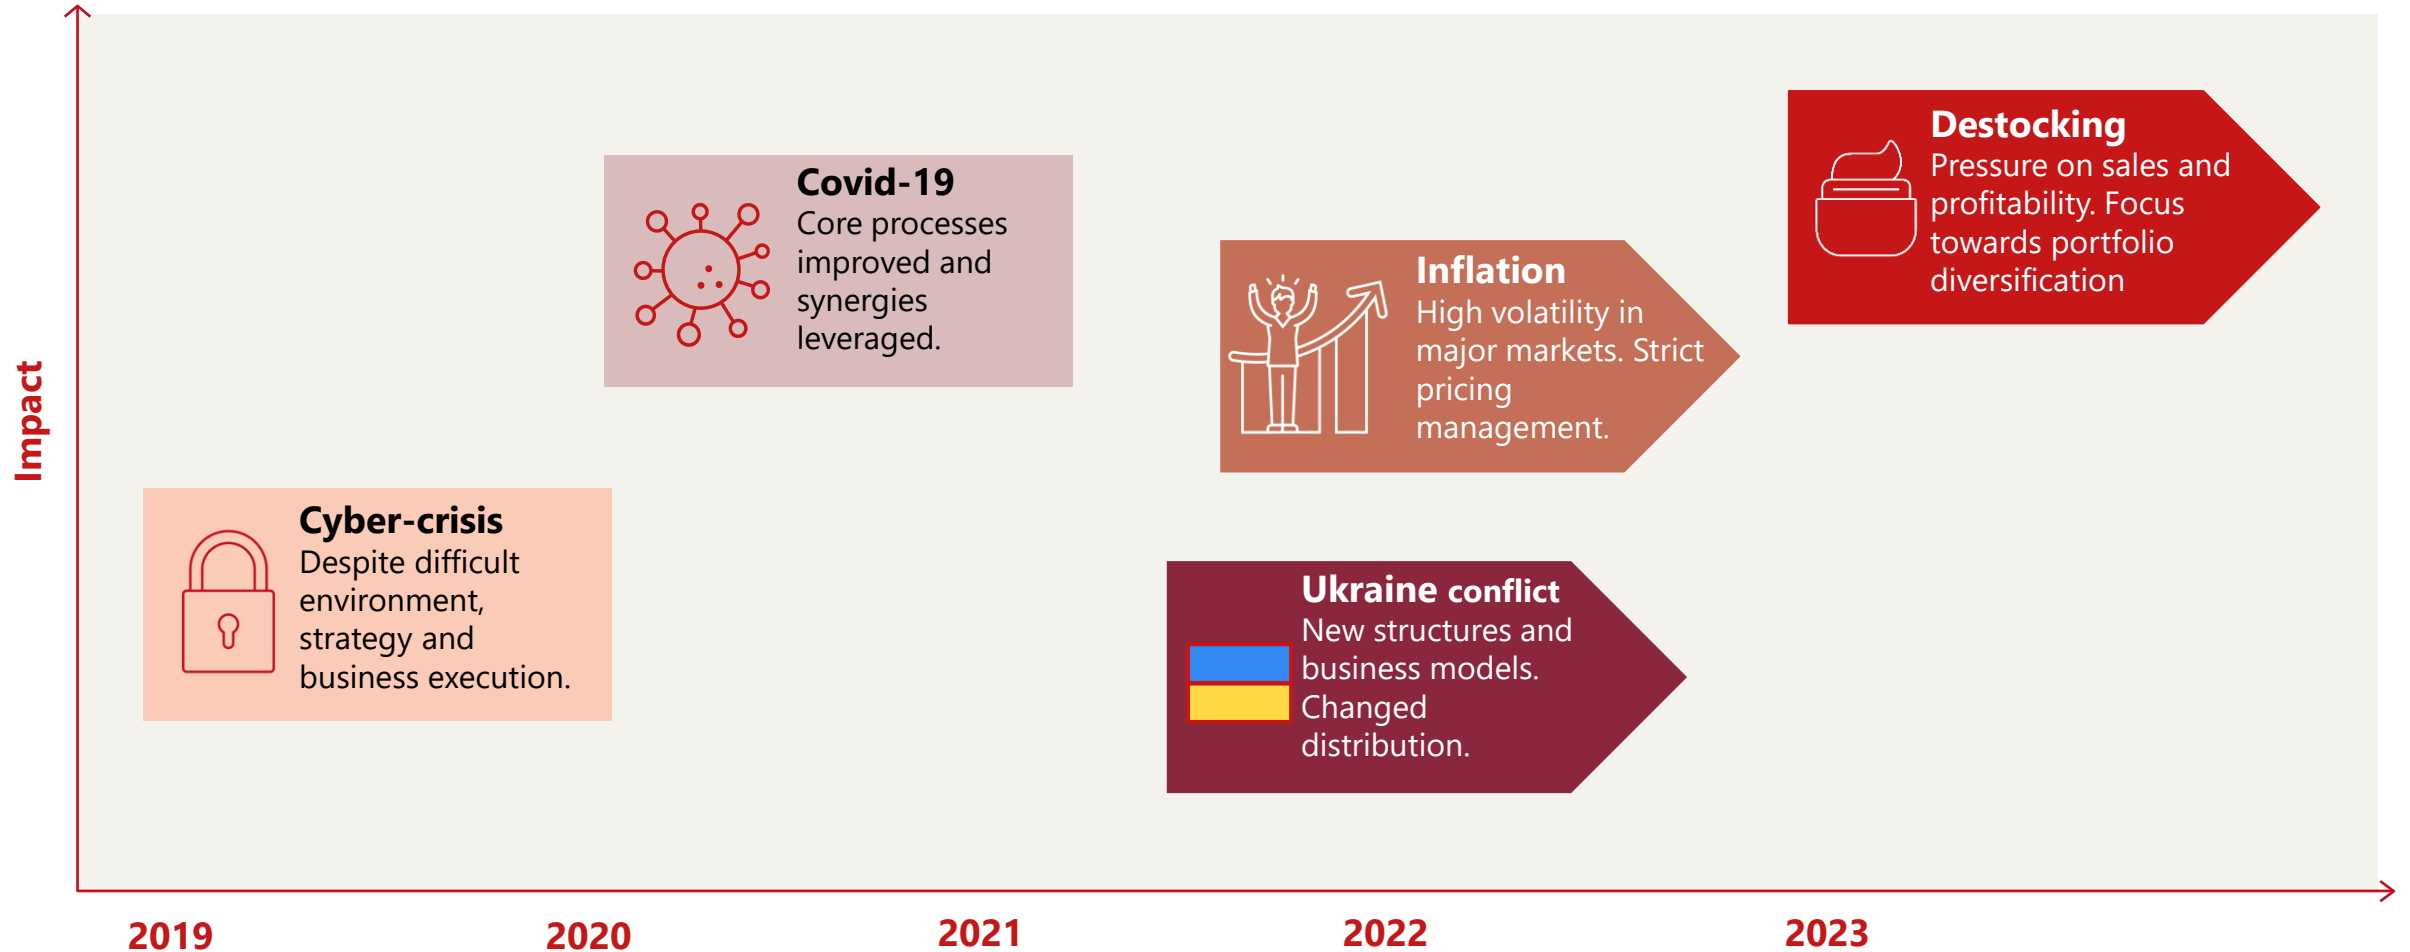 Impact
Cyber-crisis
Despite difficult
environment,
strategy and
business execution.
Covid-19
Core processes
improved and
synergies
leveraged.
Inflation
High volatility in
major markets. Strict
pricing
management.
Ukraine conflict
New structures and
business models.
Changed
distribution.
Destocking
Pressure on sales and
profitability. Focus
towards portfolio
diversification
2019
2020
2021
2022
2023